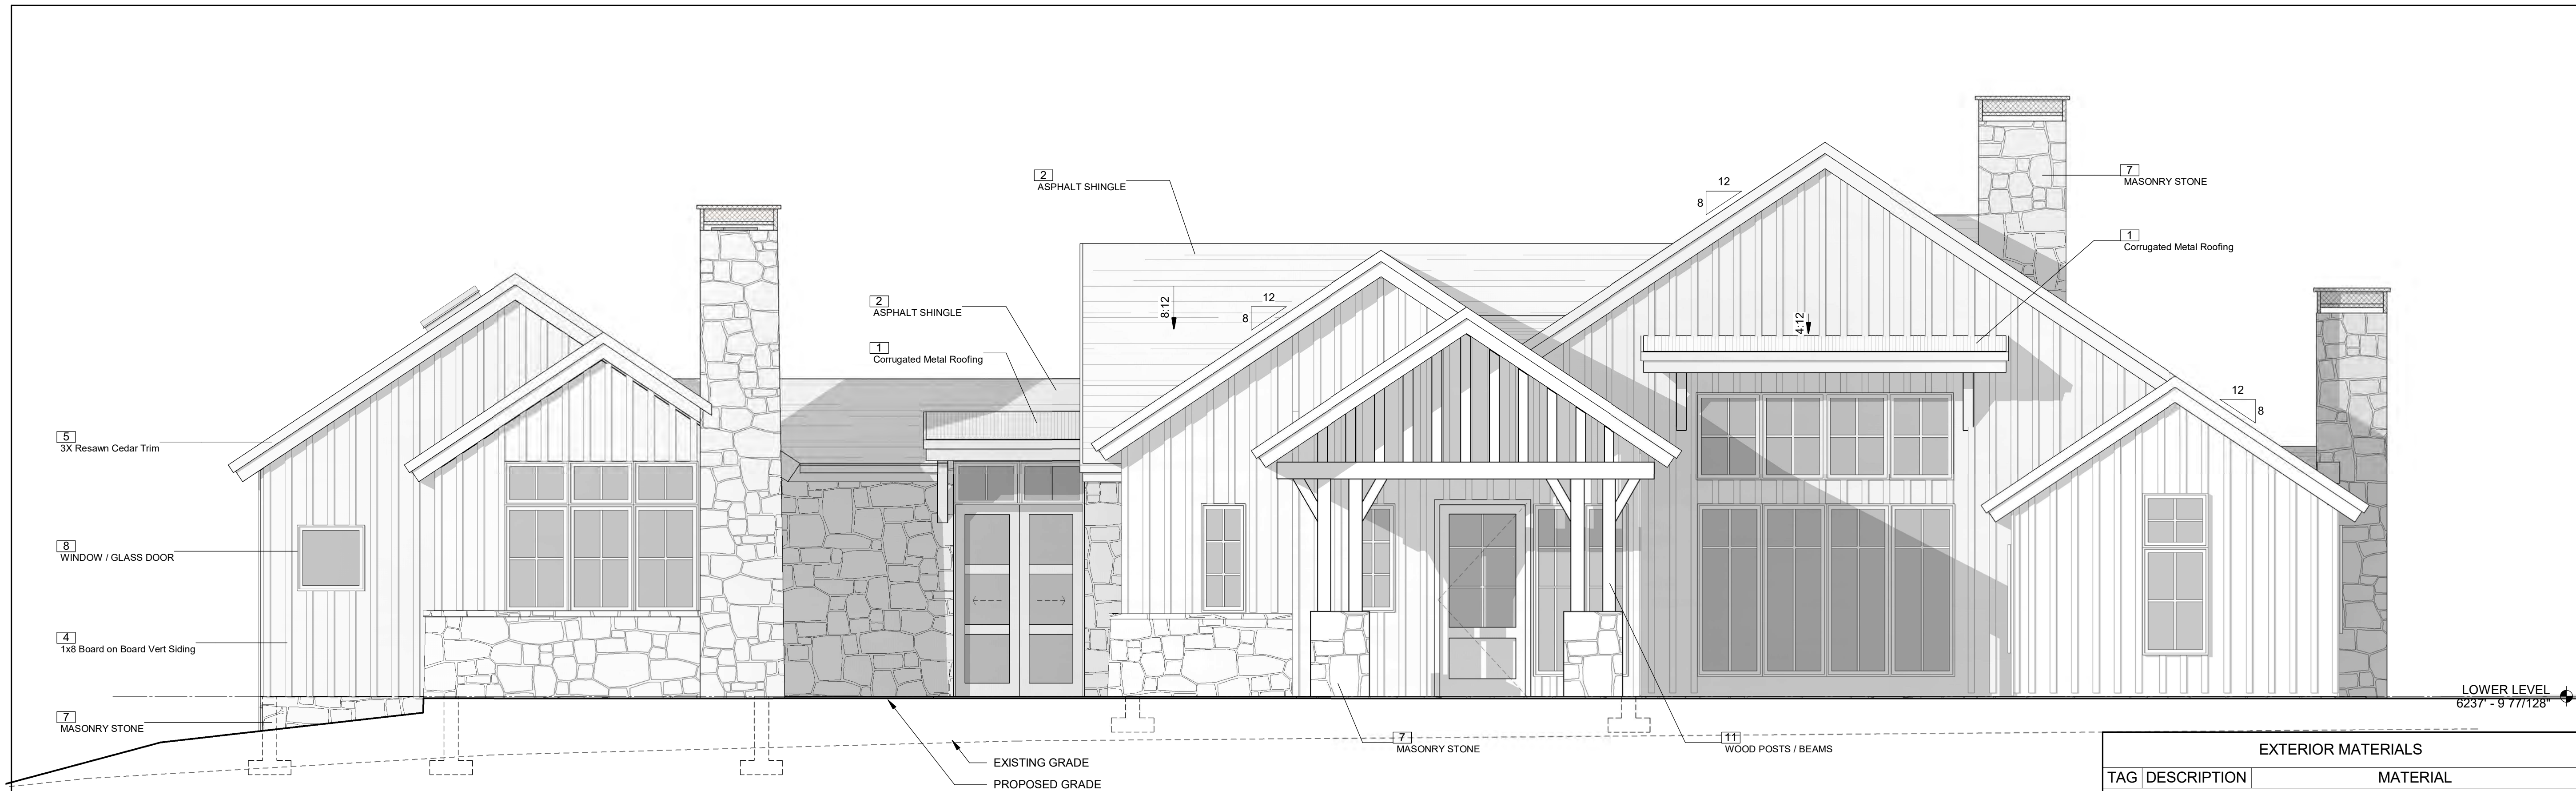 2
ASPHALT SHINGLE
12
8
7
MASONRY STONE
1
Corrugated Metal Roofing
2
ASPHALT SHINGLE
8:12
12
8
4:12
1
Corrugated Metal Roofing
12
8
5
3X Resawn Cedar Trim
8
WINDOW / GLASS DOOR
4
1x8 Board on Board Vert Siding
LOWER LEVEL
6237' - 9 77/128"
7
MASONRY STONE
7
MASONRY STONE
11
WOOD POSTS / BEAMS
EXISTING GRADE
PROPOSED GRADE
EXTERIOR MATERIALS
TAG DESCRIPTION MATERIAL